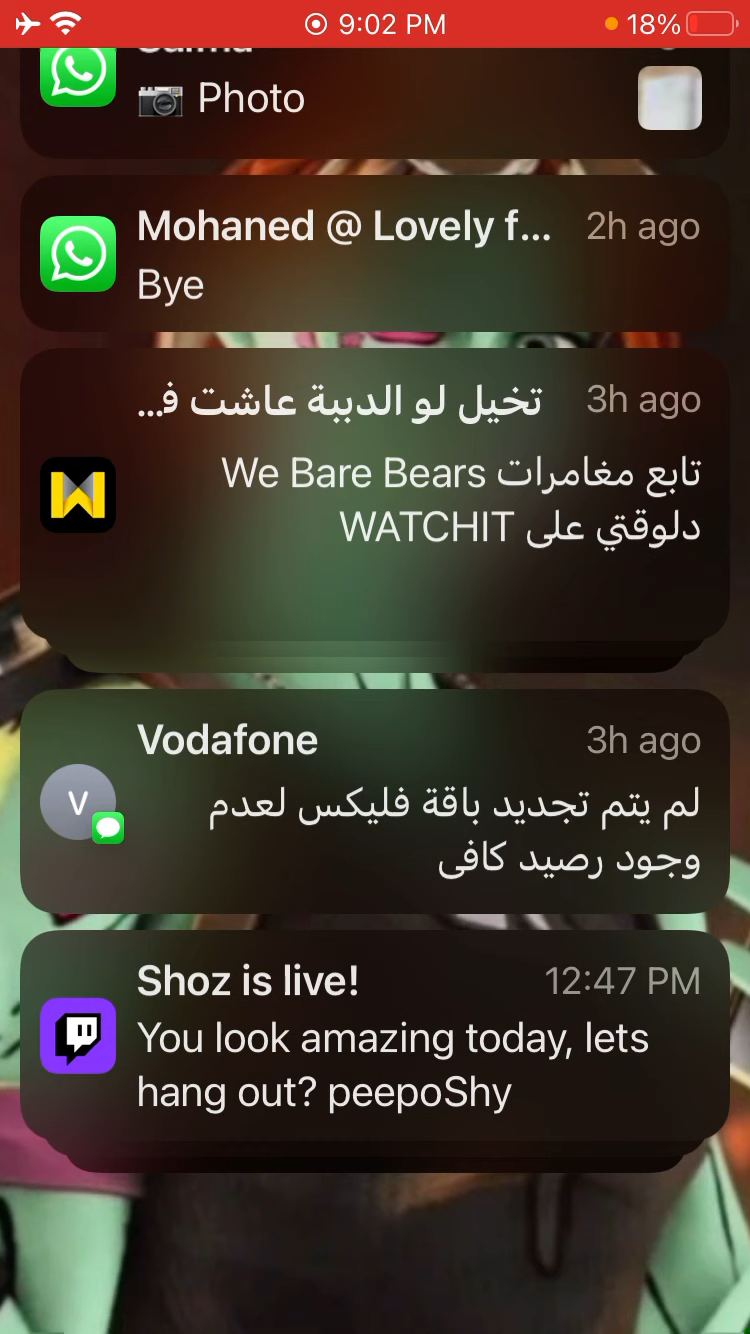 9:02 PM
18%
Photo
Mohaned @ Lovely f...
2h ago
Bye
تخيل لو الدببة عاشت ف...
3h ago
تابع مغامرات We Bare Bears
دلوقتي على WATCHIT
Vodafone
3h ago
V
لم يتم تجديد باقة فليكس لعدم
وجود رصيد كافى
Shoz is live!
12:47 PM
You look amazing today, lets
hang out? peepoShy